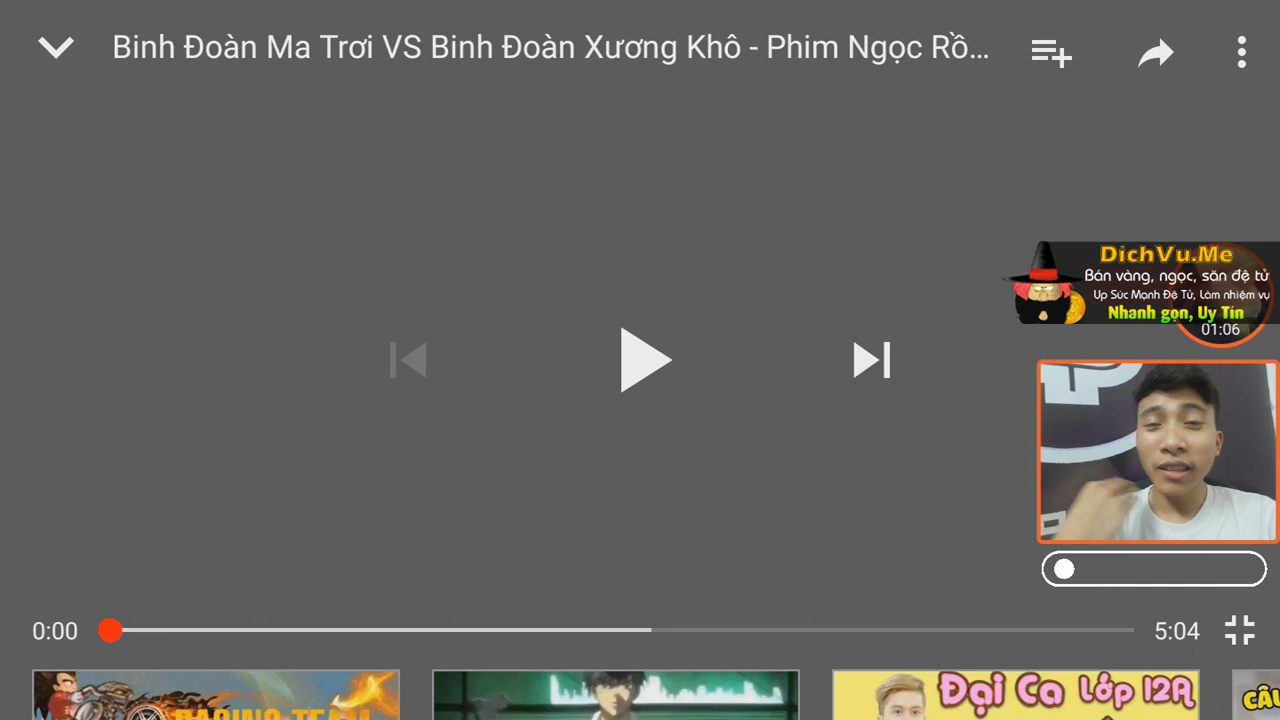 Binh Đoàn Ma Trơi VS Binh Đoàn Xương Khô - Phim Ngọc Rồ...
DichVu.Me
Bán vàng, ngọc, săn đệ tử
Up Sức Mạnh Đệ Tử, Làm nhiệm vụ
Nhanh gọn, Uy Tín
01:06
0:00
5:04
RACING TEAM
Đại Ca Lớp 12A